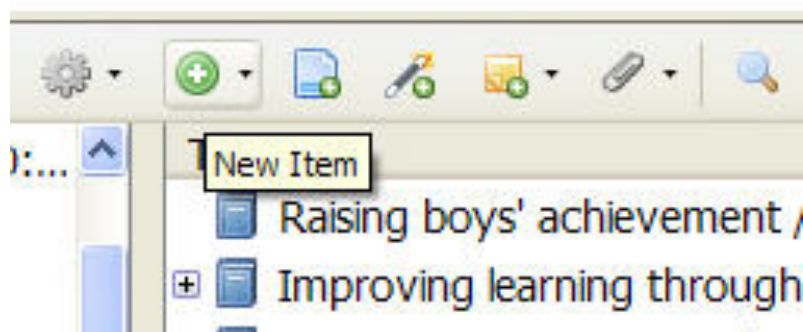 ):...
New Item
Raising boys' achievement /
Improving learning through